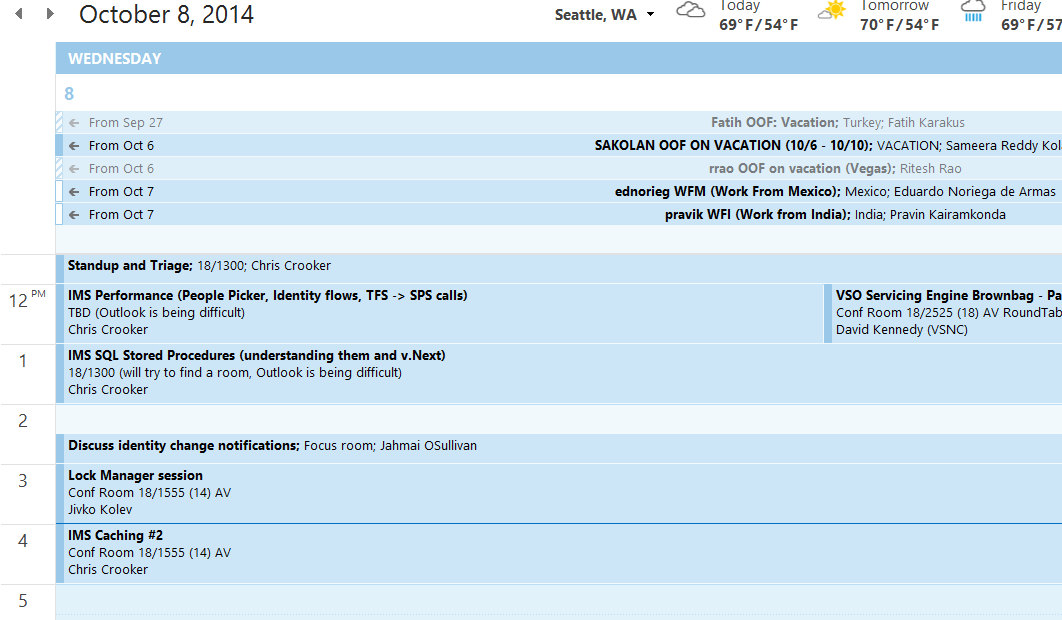 October 8, 2014
Seattle, WA
Today
69°F/54°F
Tomorrow
70°F/54°F
Friday
69°F/57
WEDNESDAY
8
From Sep 27 Fatih OOF: Vacation; Turkey; Fatih Karakus
From Oct 6 SAKOLAN OOF ON VACATION (10/6 - 10/10); VACATION; Sameera Reddy Kol
From Oct 6 rrao OOF on vacation (Vegas); Ritesh Rao
From Oct 7 ednorieg WFM (Work From Mexico); Mexico; Eduardo Noriega de Armas
From Oct 7 pravik WFI (Work from India); India; Pravin Kairamkonda
Standup and Triage; 18/1300; Chris Crooker
12 PM
IMS Performance (People Picker, Identity flows, TFS -> SPS calls)
TBD (Outlook is being difficult)
Chris Crooker
VSO Servicing Engine Brownbag - Pa
Conf Room 18/2525 (18) AV RoundTab
David Kennedy (VSNC)
1
IMS SQL Stored Procedures (understanding them and v.Next)
18/1300 (will try to find a room, Outlook is being difficult)
Chris Crooker
2
Discuss identity change notifications; Focus room; Jahmai OSullivan
3
Lock Manager session
Conf Room 18/1555 (14) AV
Jivko Kolev
4
IMS Caching #2
Conf Room 18/1555 (14) AV
Chris Crooker
5